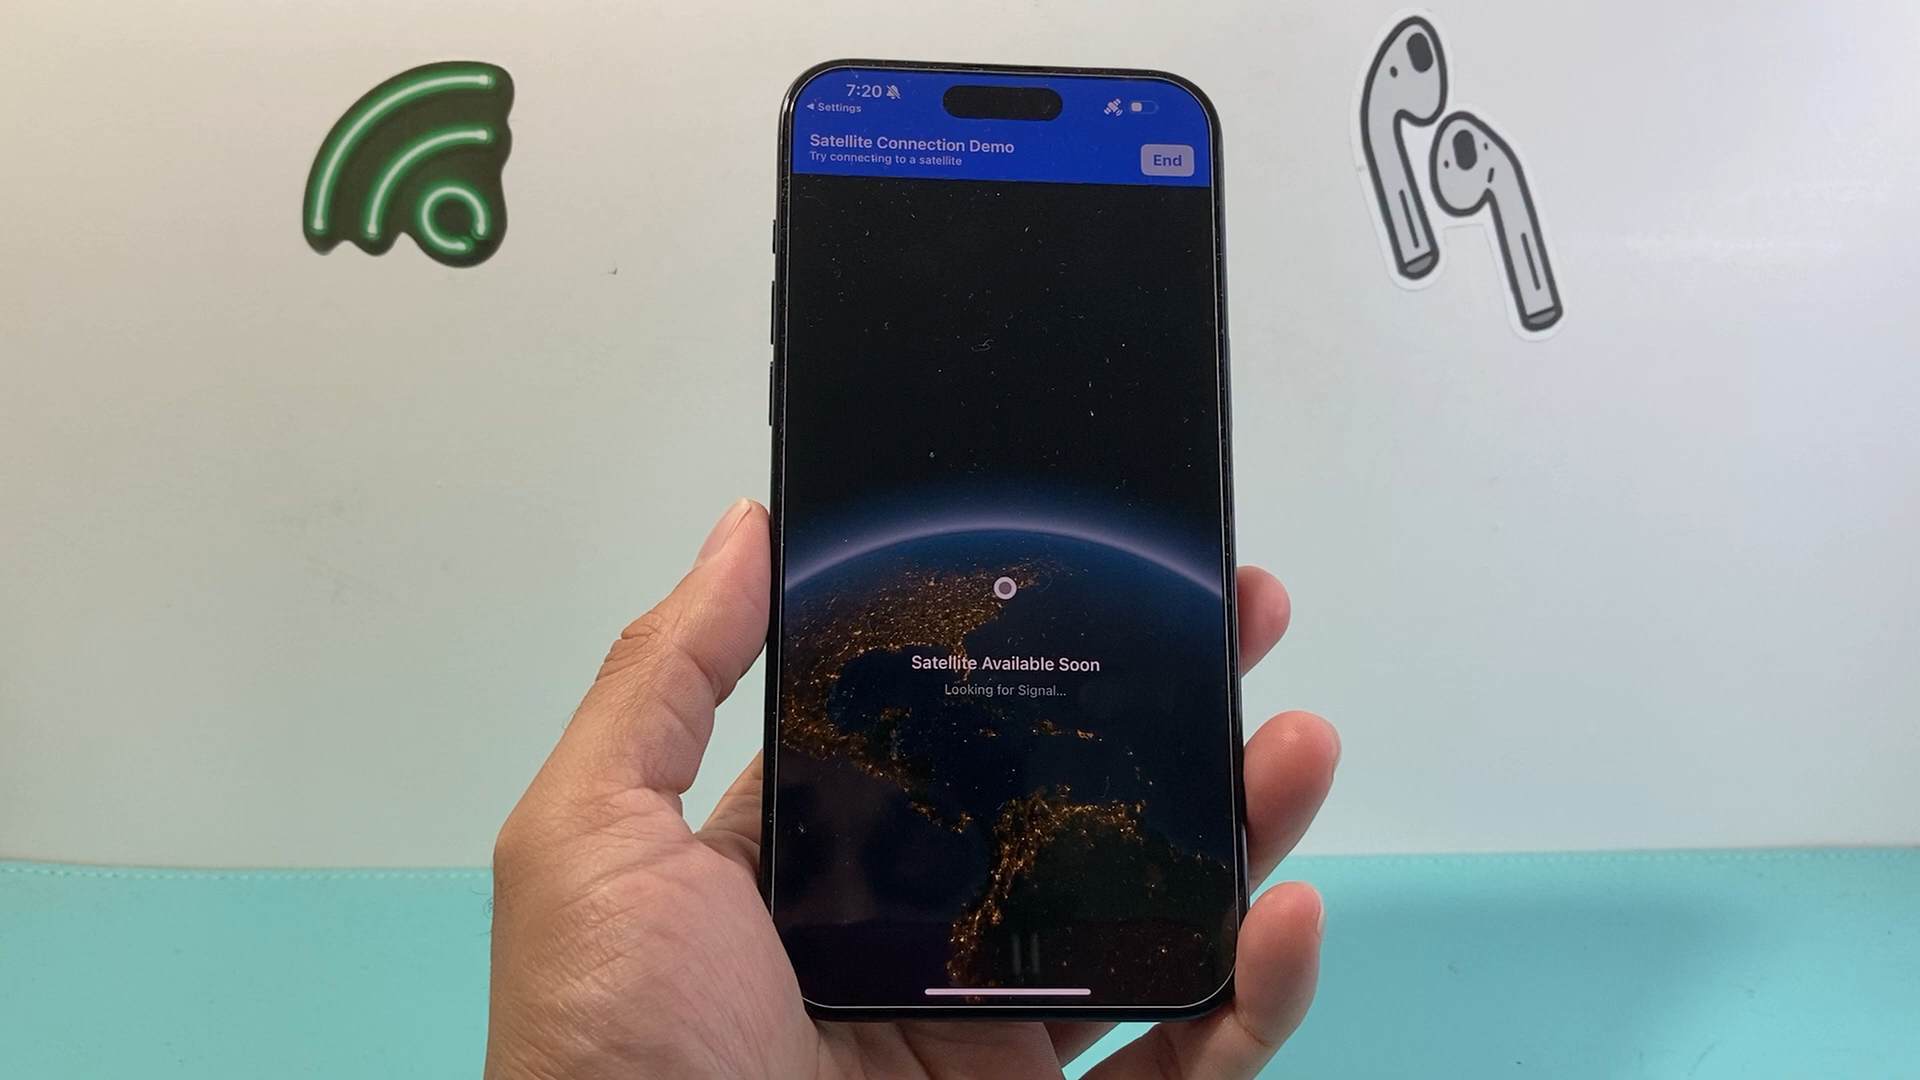 7:20
Settings
Satellite Connection Demo
Try connecting to a satellite
End
Satellite Available Soon
Looking for Signal...